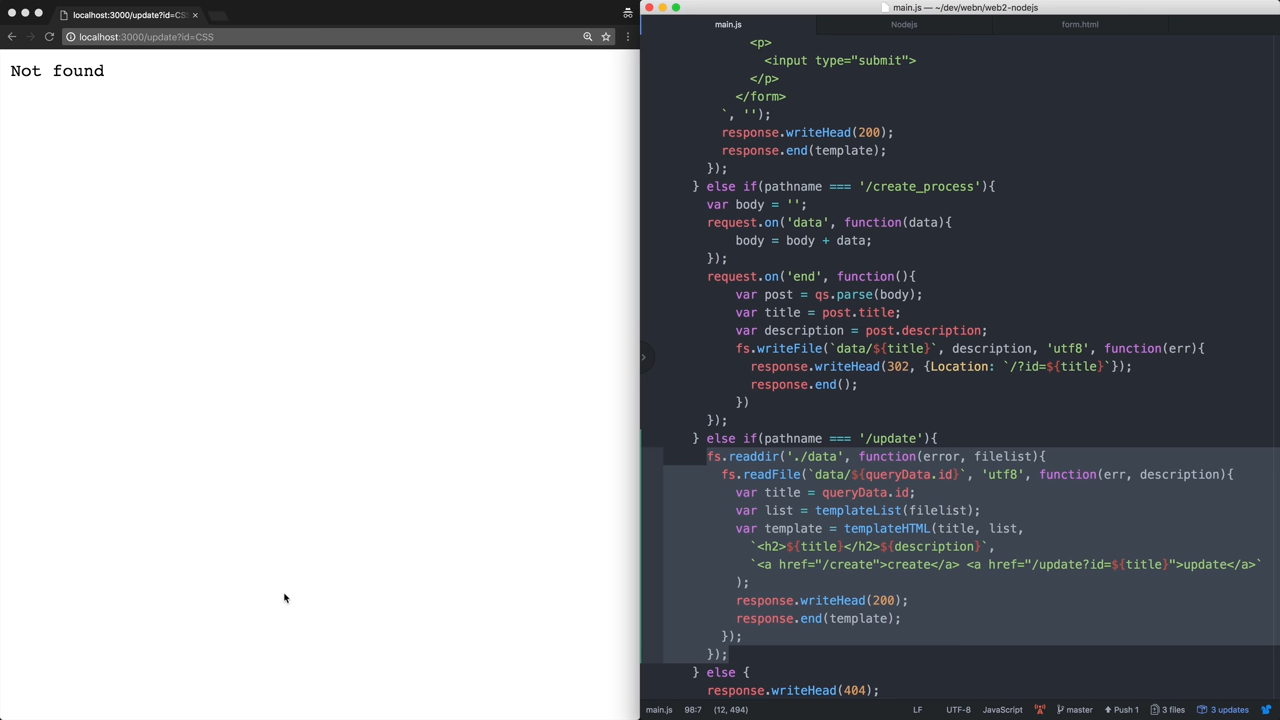 localhost:3000/update?id=CS
localhost:3000/update?id=CSS
Not found
main.js — ~/dev/webn/web2-nodejs
main.js
Nodejs
form.html
<p>
<input type="submit">
</p>
</form>
`, '');
response.writeHead(200);
response.end(template);
});
} else if(pathname === '/create_process'){
var body = '';
request.on('data', function(data){
body = body + data;
});
request.on('end', function(){
var post = qs.parse(body);
var title = post.title;
var description = post.description;
fs.writeFile(`data/${title}`, description, 'utf8', function(err){
response.writeHead(302, {Location: `/?id=${title}`});
response.end();
})
});
} else if(pathname === '/update'){
fs.readdir('./data', function(error, filelist){
fs.readFile(`data/${queryData.id}`, 'utf8', function(err, description){
var title = queryData.id;
var list = templateList(filelist);
var template = templateHTML(title, list,
`<h2>${title}</h2>${description}`,
`<a href="/create">create</a> <a href="/update?id=${title}">update</a>`
);
response.writeHead(200);
response.end(template);
});
});
} else {
response.writeHead(404);
main.js 98:7 (12, 494) LF UTF-8 JavaScript master Push 1 3 files 3 updates